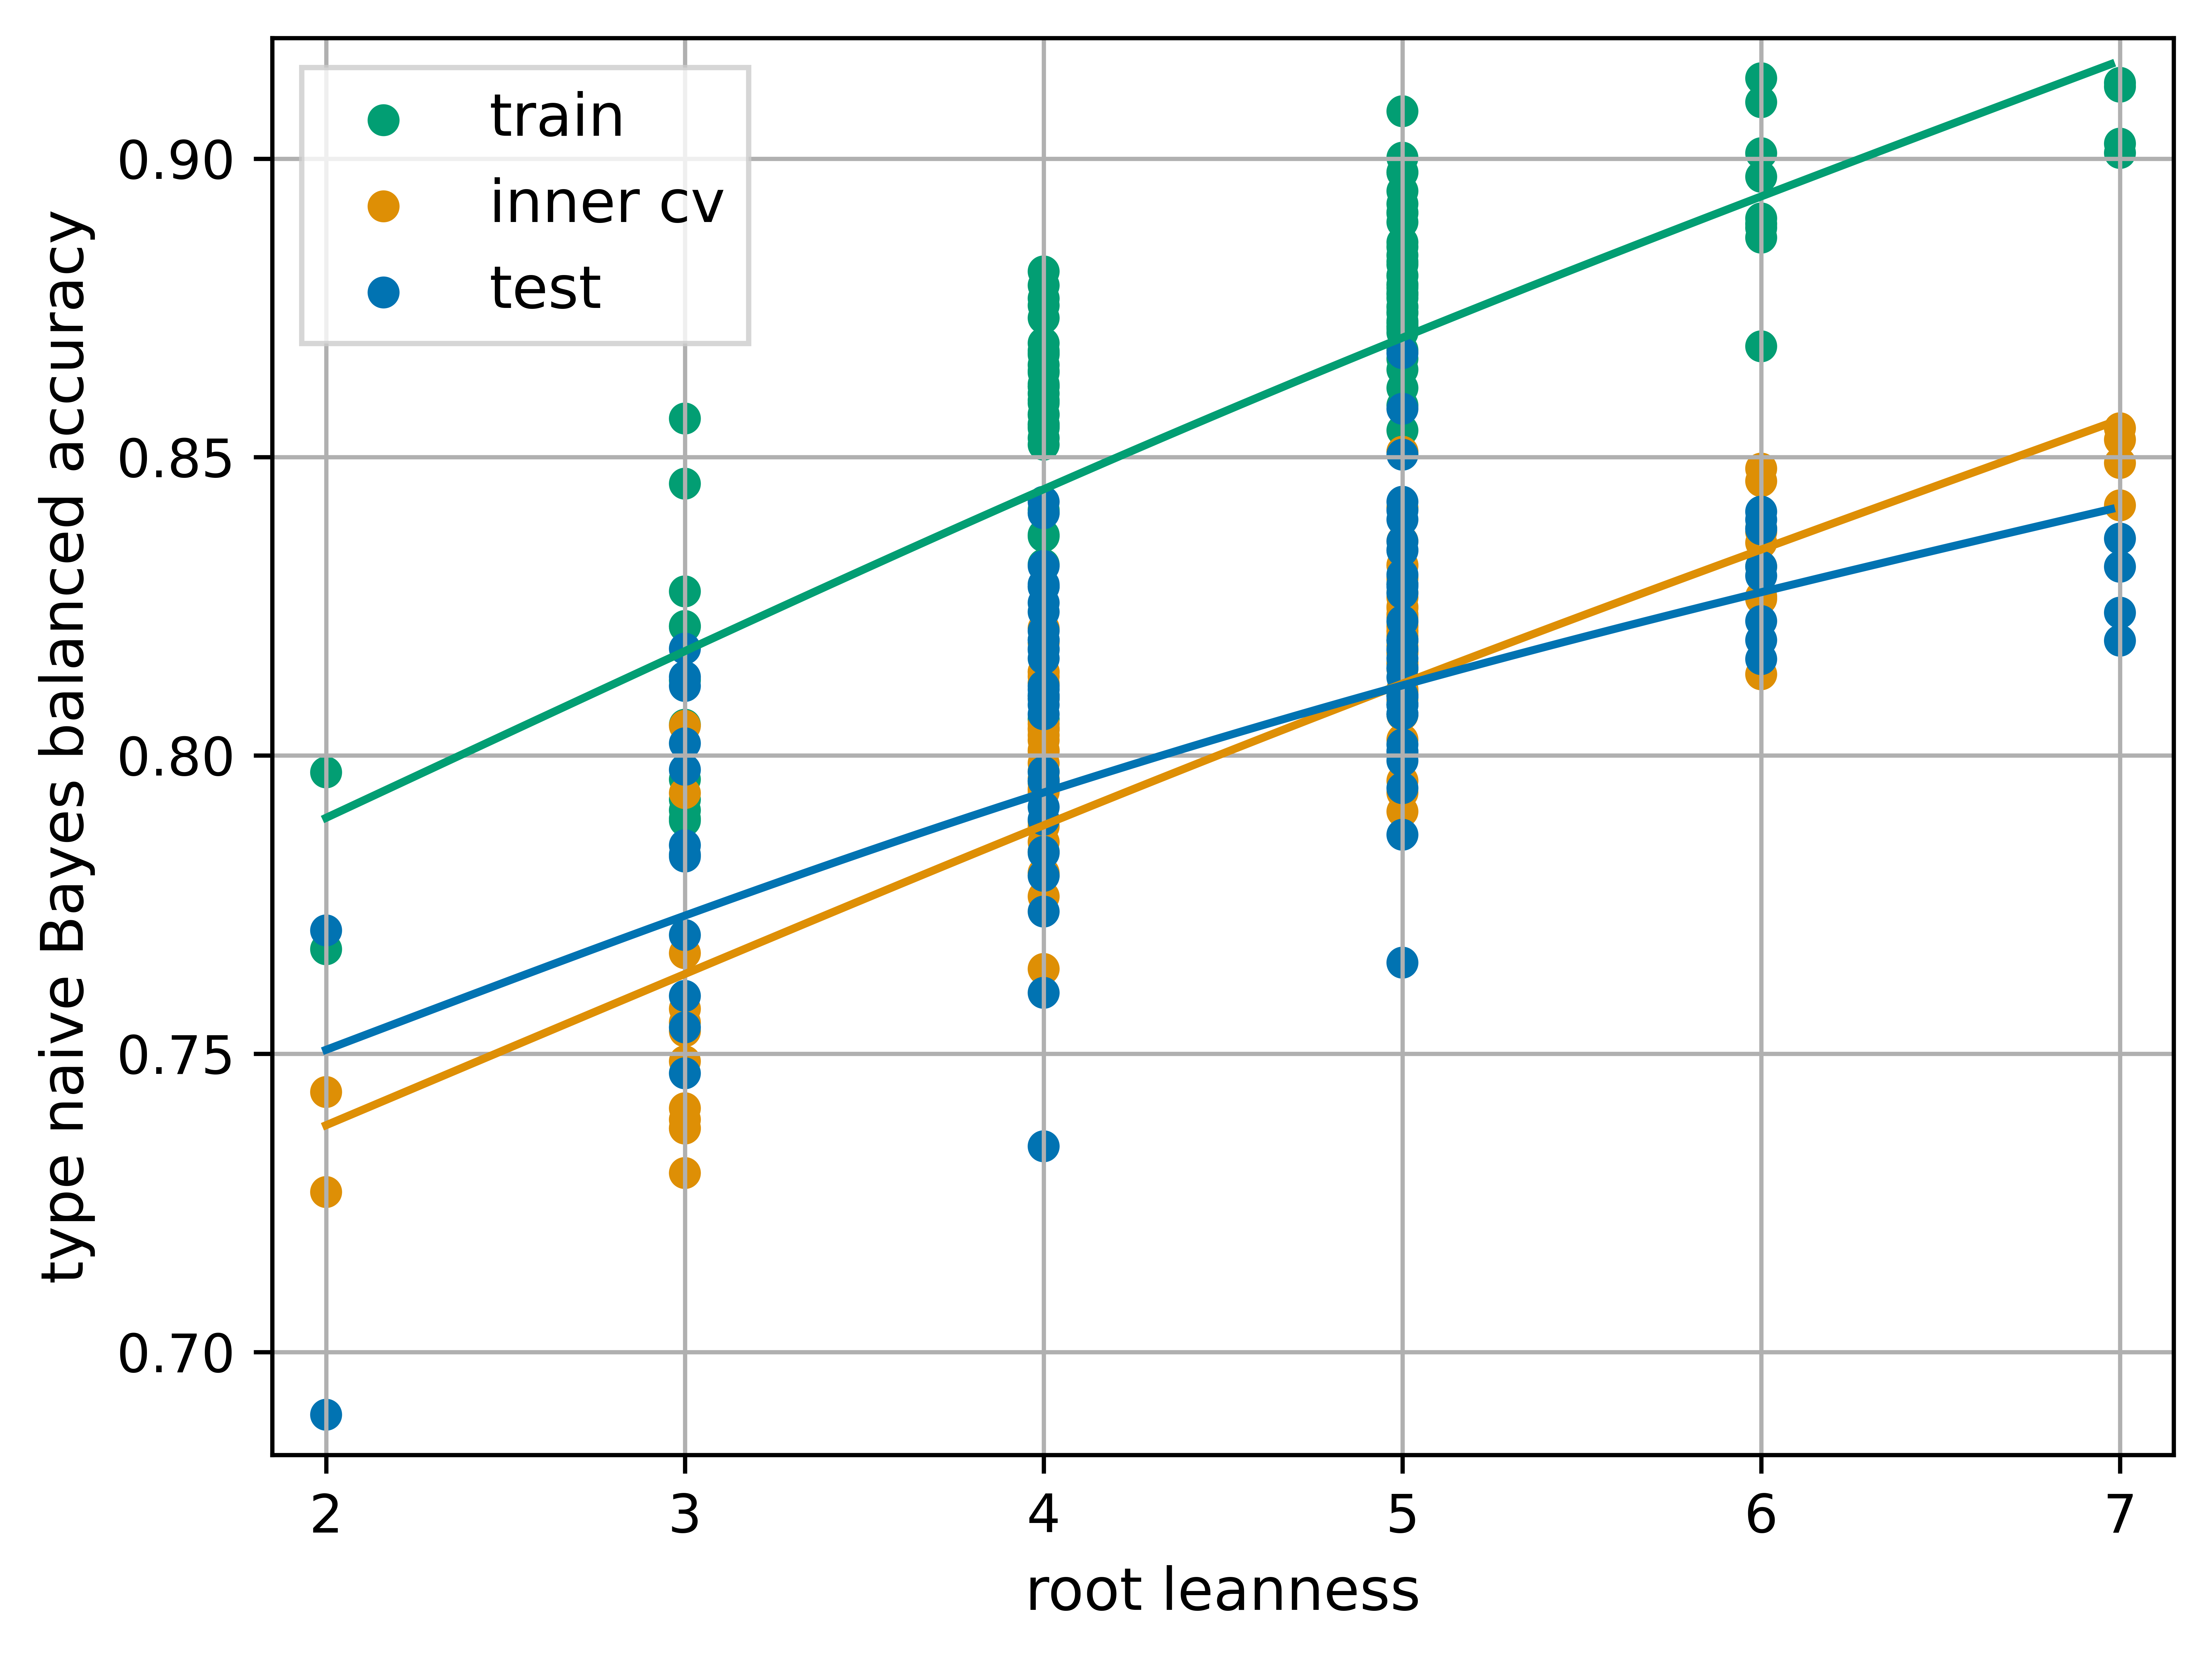 train
inner cv
test
type naive Bayes balanced accuracy
0.90
0.85
0.80
0.75
0.70
2 3 4 5 6 7
root leanness